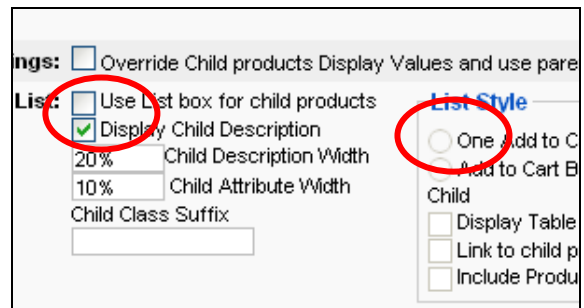 ings: Override Child products Display Values and use pare
List: Use List box for child products
Display Child Description
20% Child Description Width
10% Child Attribute Width
Child Class Suffix
List Style
One Add to C
Add to Cart B
Child
Display Table
Link to child p
Include Produ